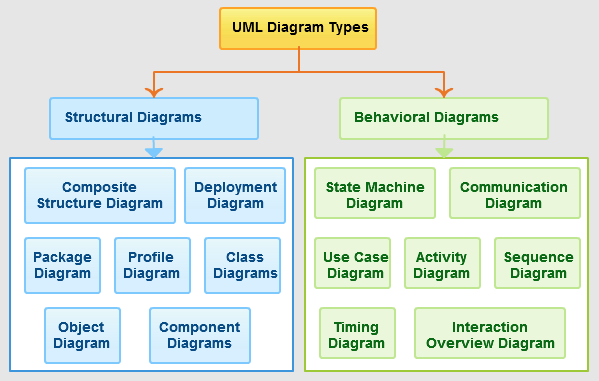 UML Diagram Types
Structural Diagrams
Behavioral Diagrams
Composite
Structure Diagram
Deployment
Diagram
Package
Diagram
Profile
Diagram
Class
Diagrams
Object
Diagram
Component
Diagrams
State Machine
Diagram
Communication
Diagram
Use Case
Diagram
Activity
Diagram
Sequence
Diagram
Timing
Diagram
Interaction
Overview Diagram